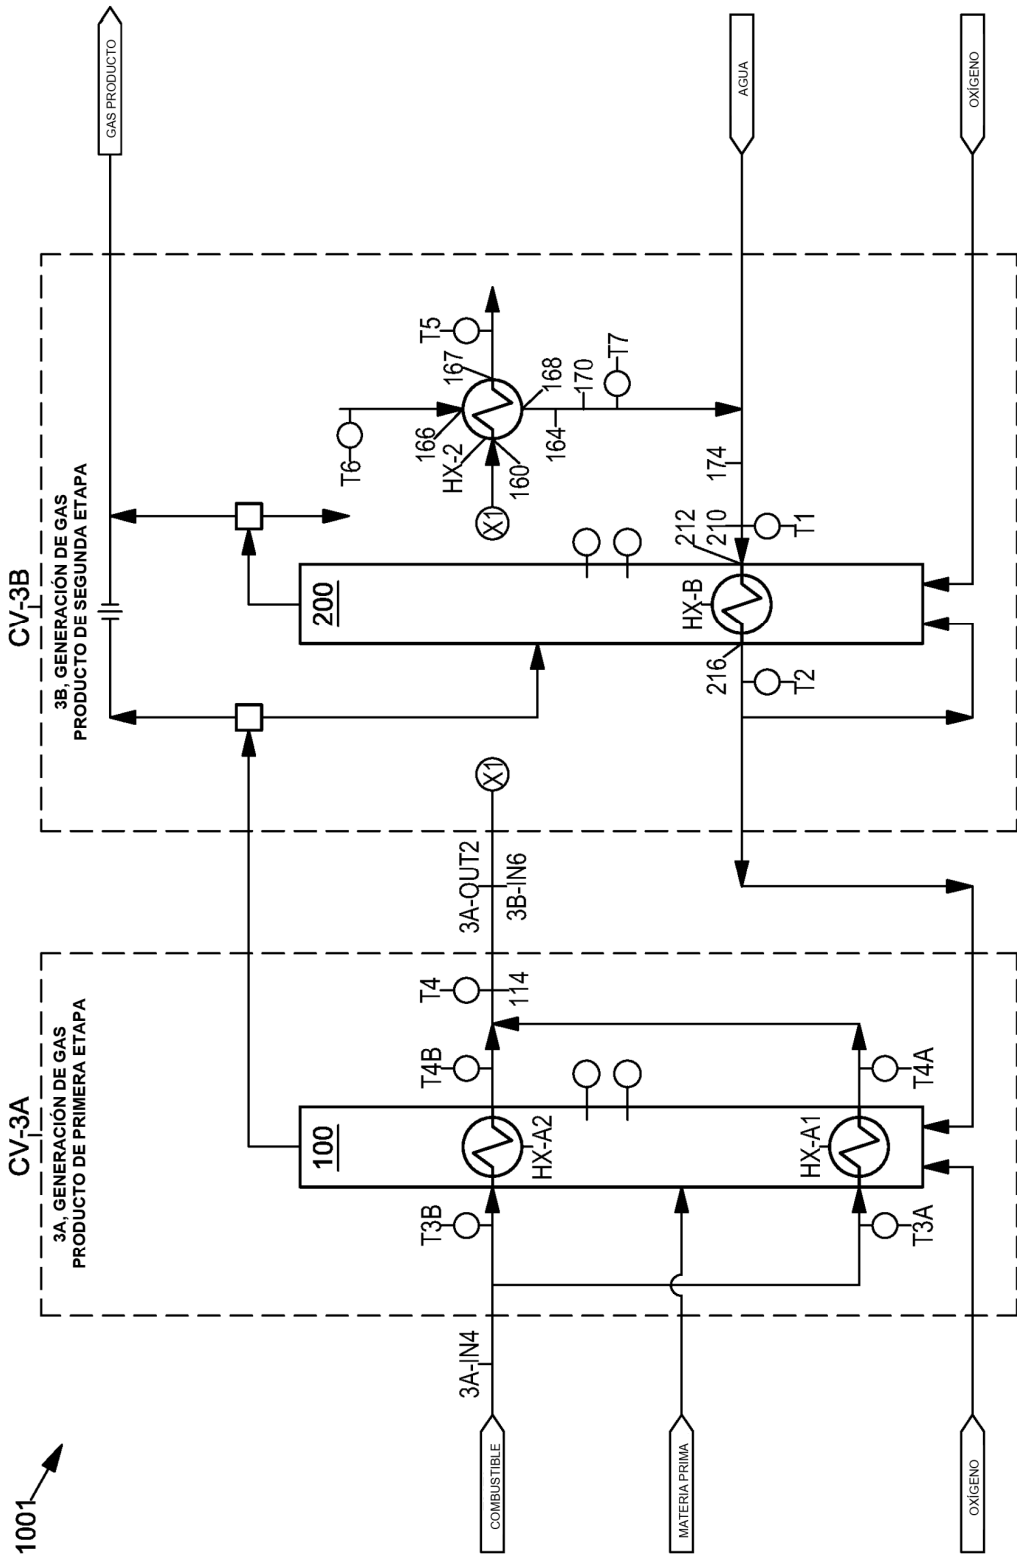 1001
CV-3A
3A, GENERACIÓN DE GAS
PRODUCTO DE PRIMERA ETAPA
CV-3B
3B, GENERACIÓN DE GAS
PRODUCTO DE SEGUNDA ETAPA
GAS PRODUCTO
100
200
COMBUSTIBLE
3A-IN4
T3B
HX-A2
T4B
T4
114
3A-OUT2
3B-IN6
X1
X1
T6
166
HX-2
160
T5
167
168
164
170
T7
MATERIA PRIMA
T3A
HX-A1
T4A
216
T2
HX-B
212
210
T1
174
AGUA
OXÍGENO
OXÍGENO